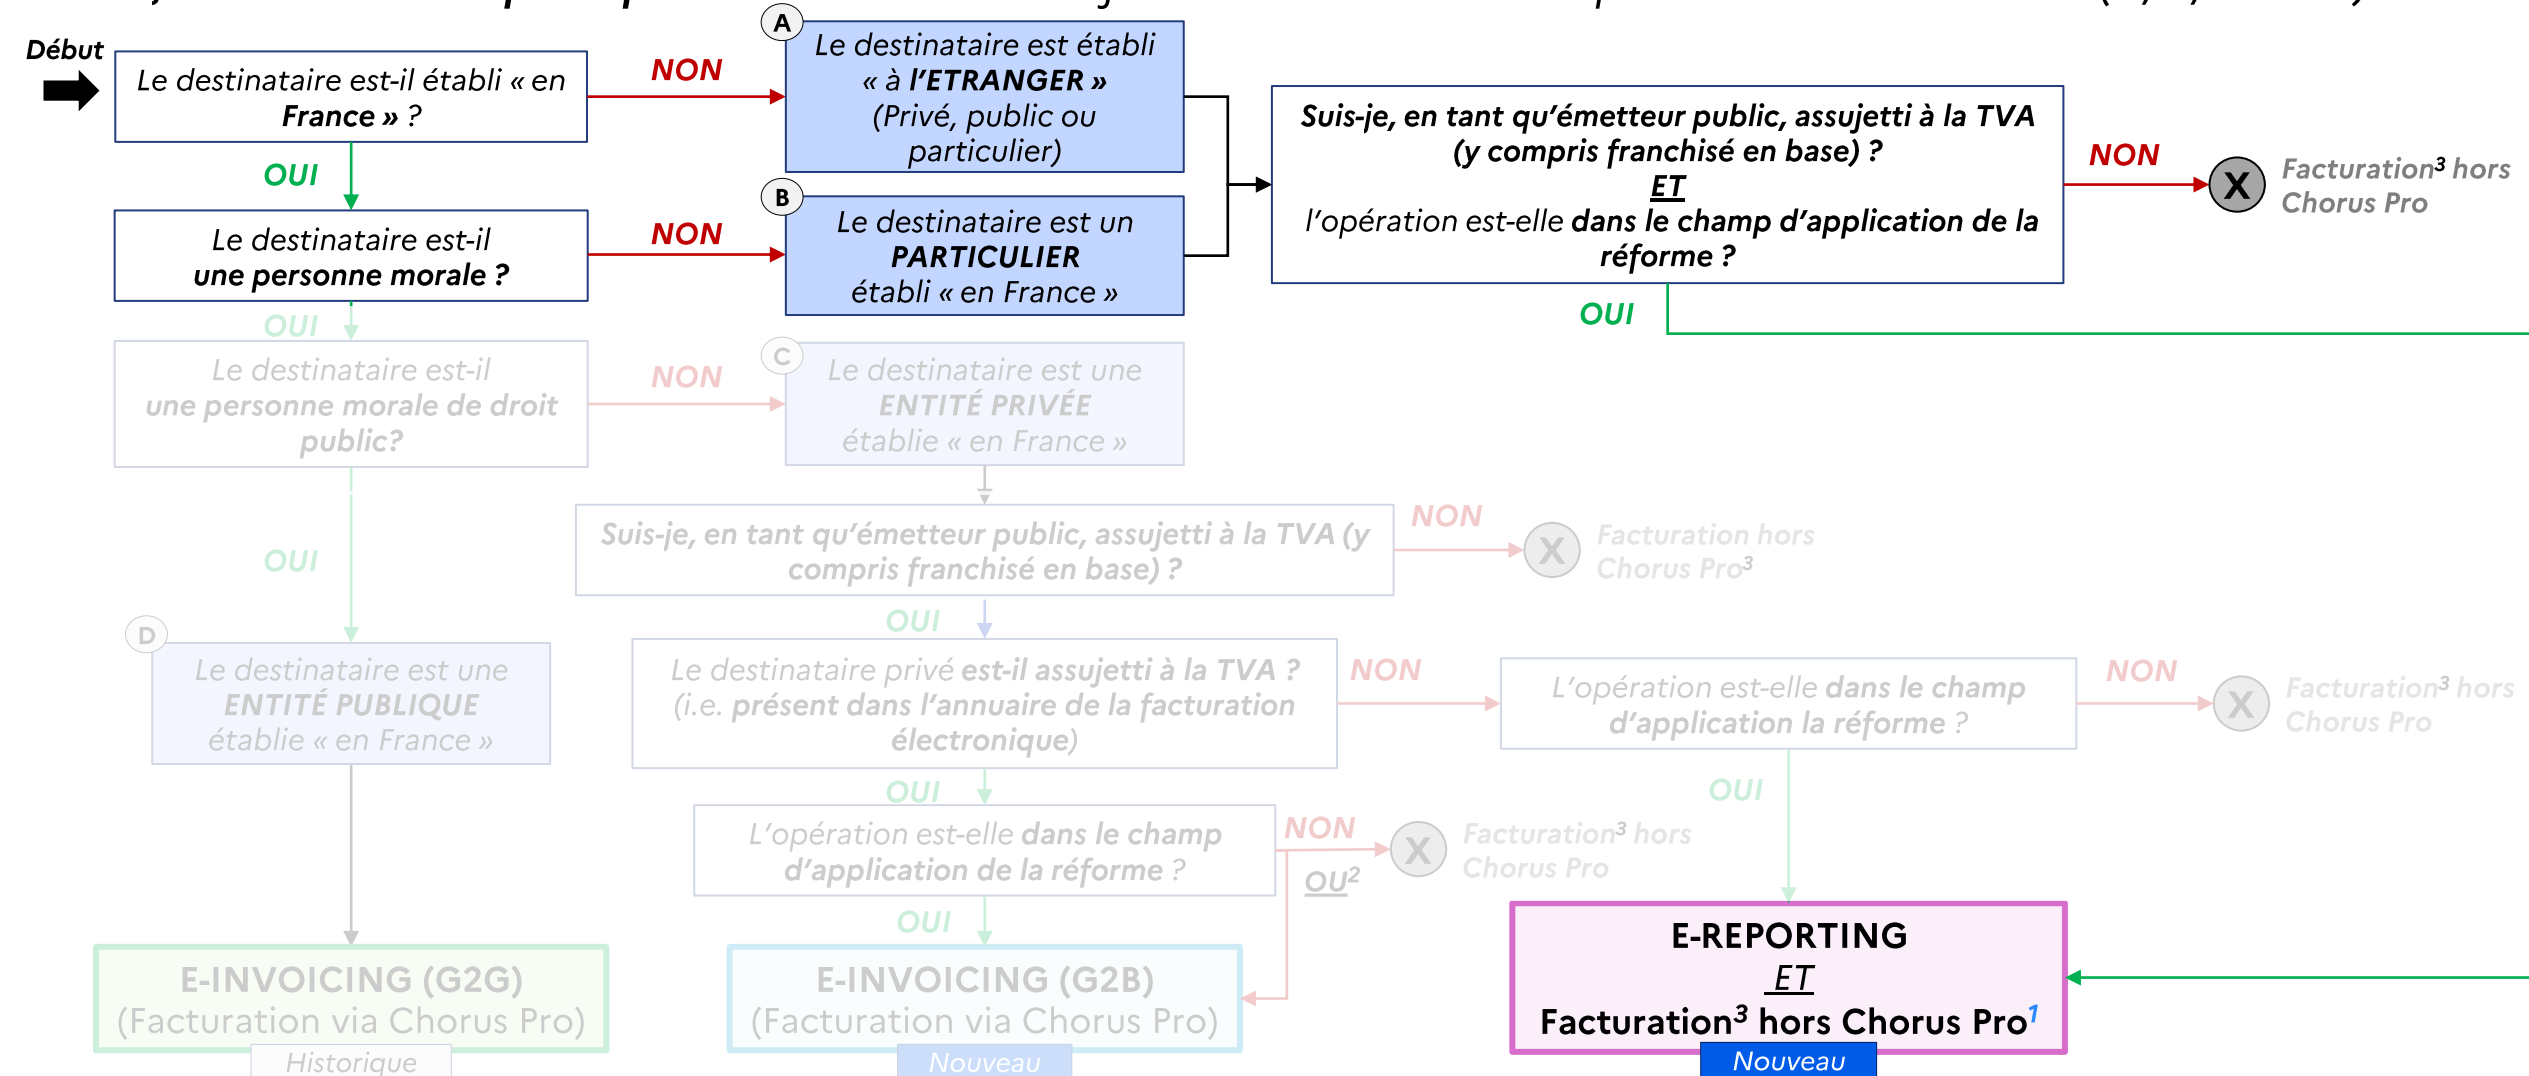 Début
Le destinataire est-il établi « en
France » ?
NON
A
Le destinataire est établi
« à l’ETRANGER »
(Privé, public ou
particulier)
Suis-je, en tant qu’émetteur public, assujetti à la TVA
(y compris franchisé en base) ?
ET
l’opération est-elle dans le champ d’application de la
réforme ?
NON
X
Facturation³ hors
Chorus Pro
OUI
Le destinataire est-il
une personne morale ?
NON
B
Le destinataire est un
PARTICULIER
établi « en France »
OUI
OUI
Le destinataire est-il
une personne morale de droit
public?
NON
C
Le destinataire est une
ENTITÉ PRIVÉE
établie « en France »
Suis-je, en tant qu’émetteur public, assujetti à la TVA (y
compris franchisé en base) ?
NON
X
Facturation hors
Chorus Pro³
OUI
OUI
D
Le destinataire est une
ENTITÉ PUBLIQUE
établie « en France »
Le destinataire privé est-il assujetti à la TVA ?
(i.e. présent dans l’annuaire de la facturation
électronique)
NON
L’opération est-elle dans le champ
d’application la réforme ?
NON
X
Facturation³ hors
Chorus Pro
OUI
OUI
L’opération est-elle dans le champ
d’application de la réforme ?
NON
OU²
X
Facturation³ hors
Chorus Pro
OUI
E-INVOICING (G2G)
(Facturation via Chorus Pro)
Historique
E-INVOICING (G2B)
(Facturation via Chorus Pro)
Nouveau
E-REPORTING
ET
Facturation³ hors Chorus Pro¹
Nouveau